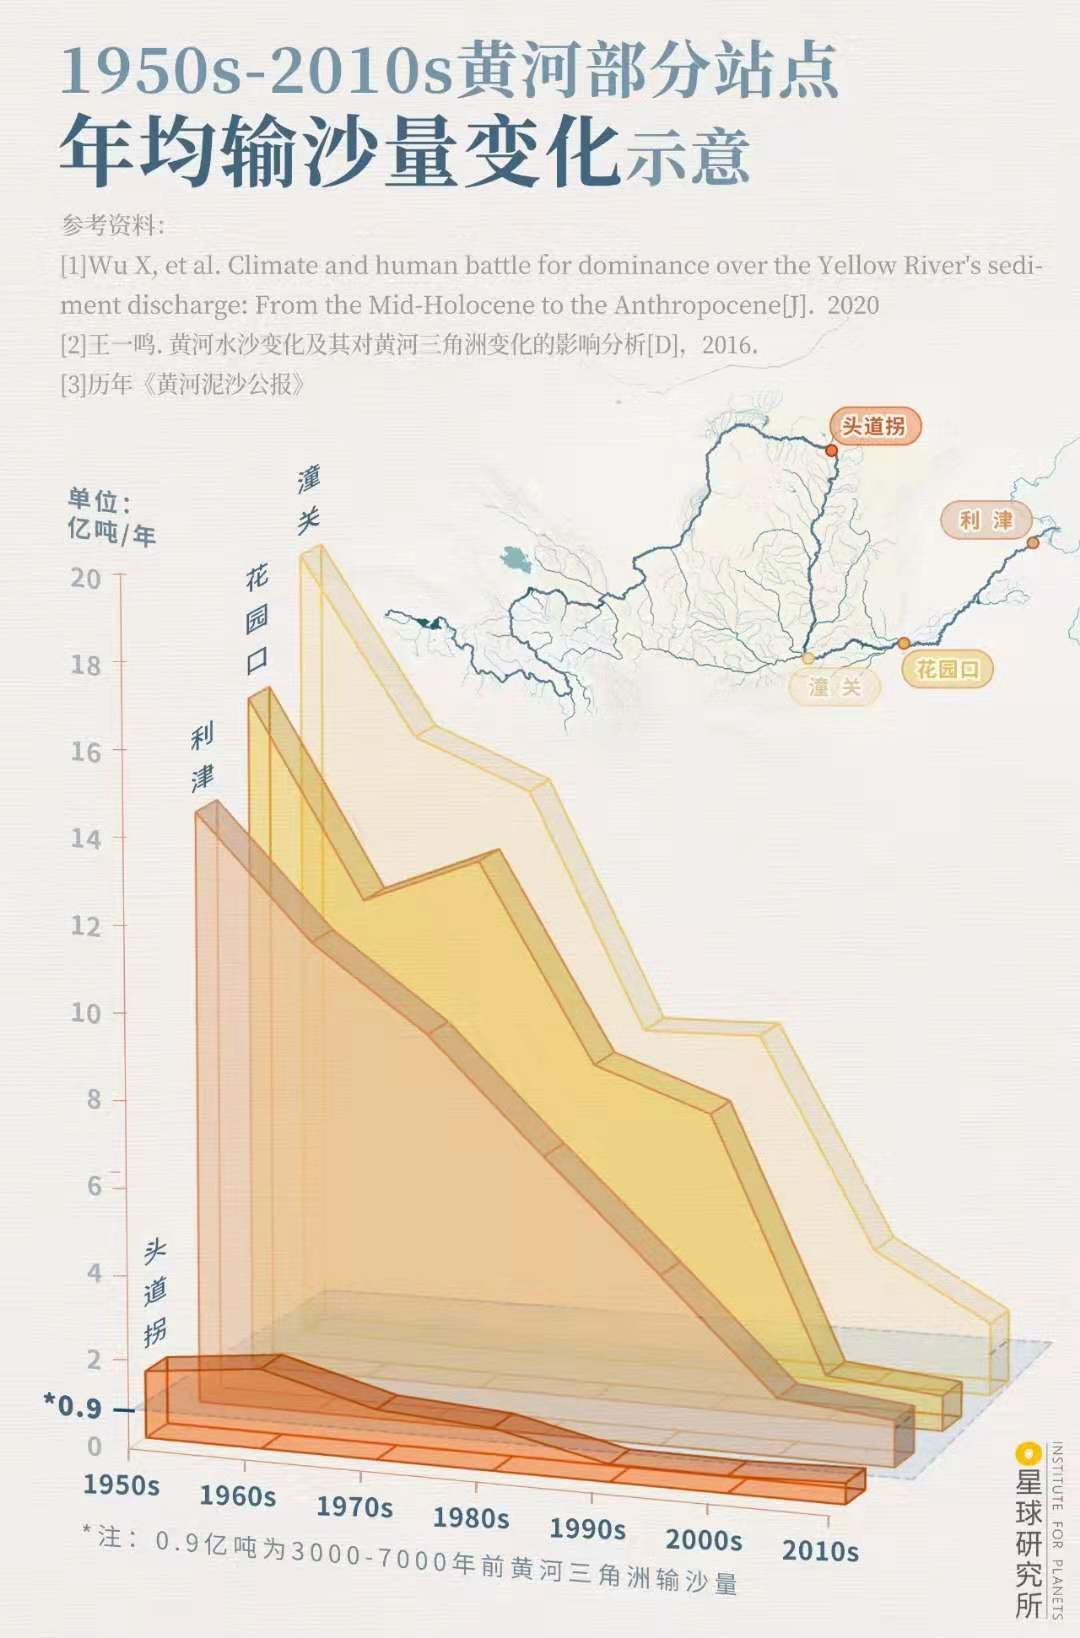 1950s-2010s黄河部分站点
年均输沙量变化示意
参考资料：
[1]Wu X, et al. Climate and human battle for dominance over the Yellow River's sedi-
ment discharge: From the Mid-Holocene to the Anthropocene[J].  2020
[2]王一鸣. 黄河水沙变化及其对黄河三角洲变化的影响分析[D]，2016.
[3]历年《黄河泥沙公报》
头道拐
利 津
花园口
潼 关
单位：
亿吨/年
潼关
花园口
利津
头道拐
20
18
16
14
12
10
8
6
4
2
*0.9
0
1950s
1960s
1970s
1980s
1990s
2000s
2010s
*注：0.9亿吨为3000-7000年前黄河三角洲输沙量
星球研究所
INSTITUTE FOR PLANETS